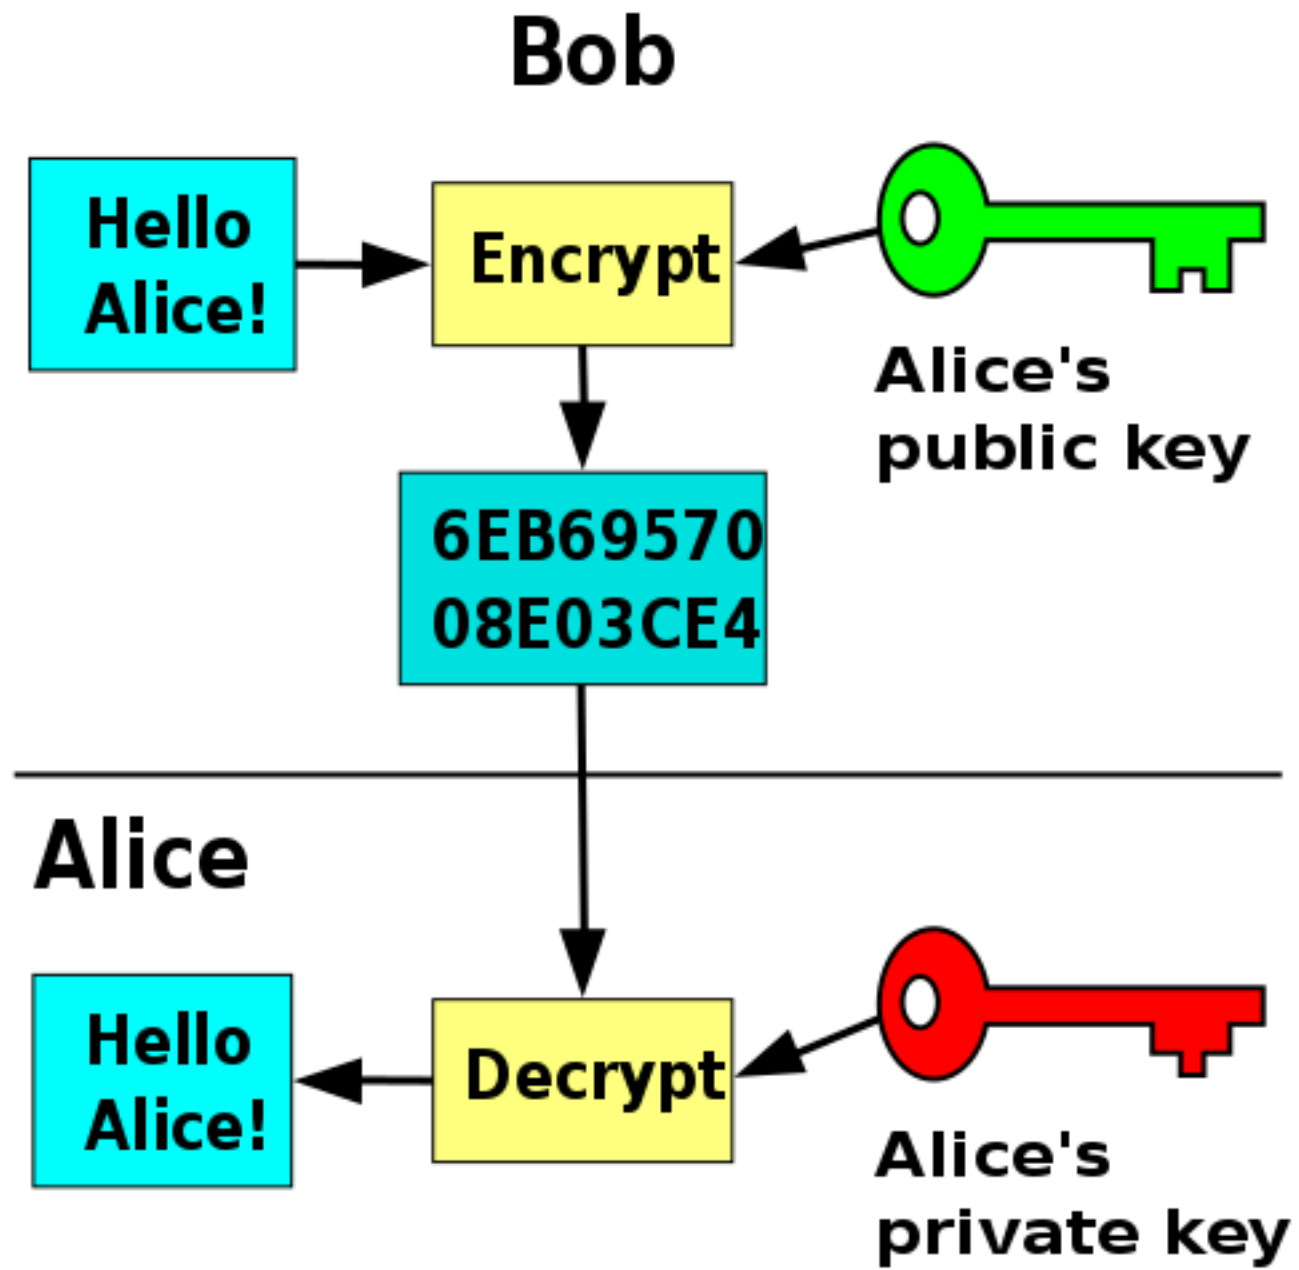 Bob
Hello
Alice!
Encrypt
Alice's
public key
6EB69570
08E03CE4
Alice
Hello
Alice!
Decrypt
Alice's
private key